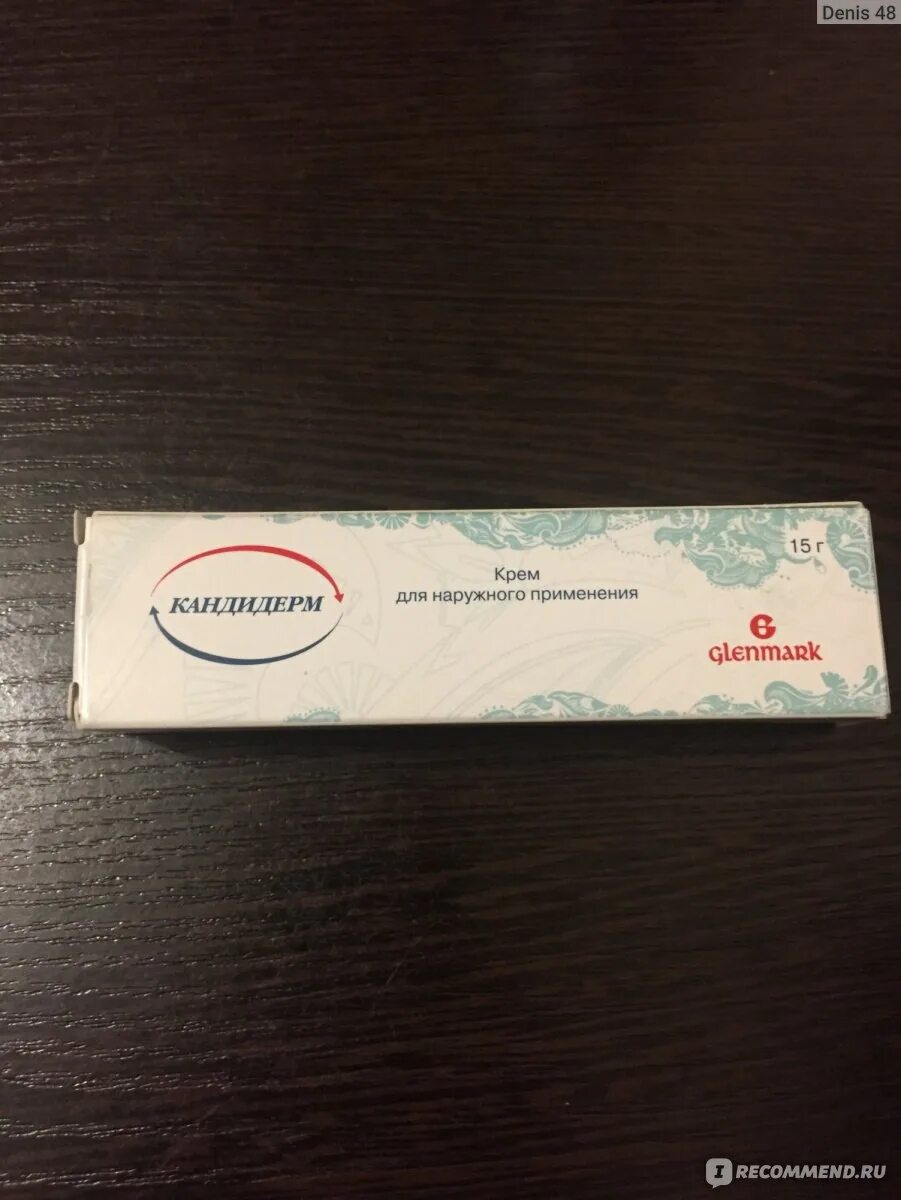 Denis 48
15 г
Крем
для наружного применения
КАНДИДЕРМ
Glenmark
RECOMMEND.RU